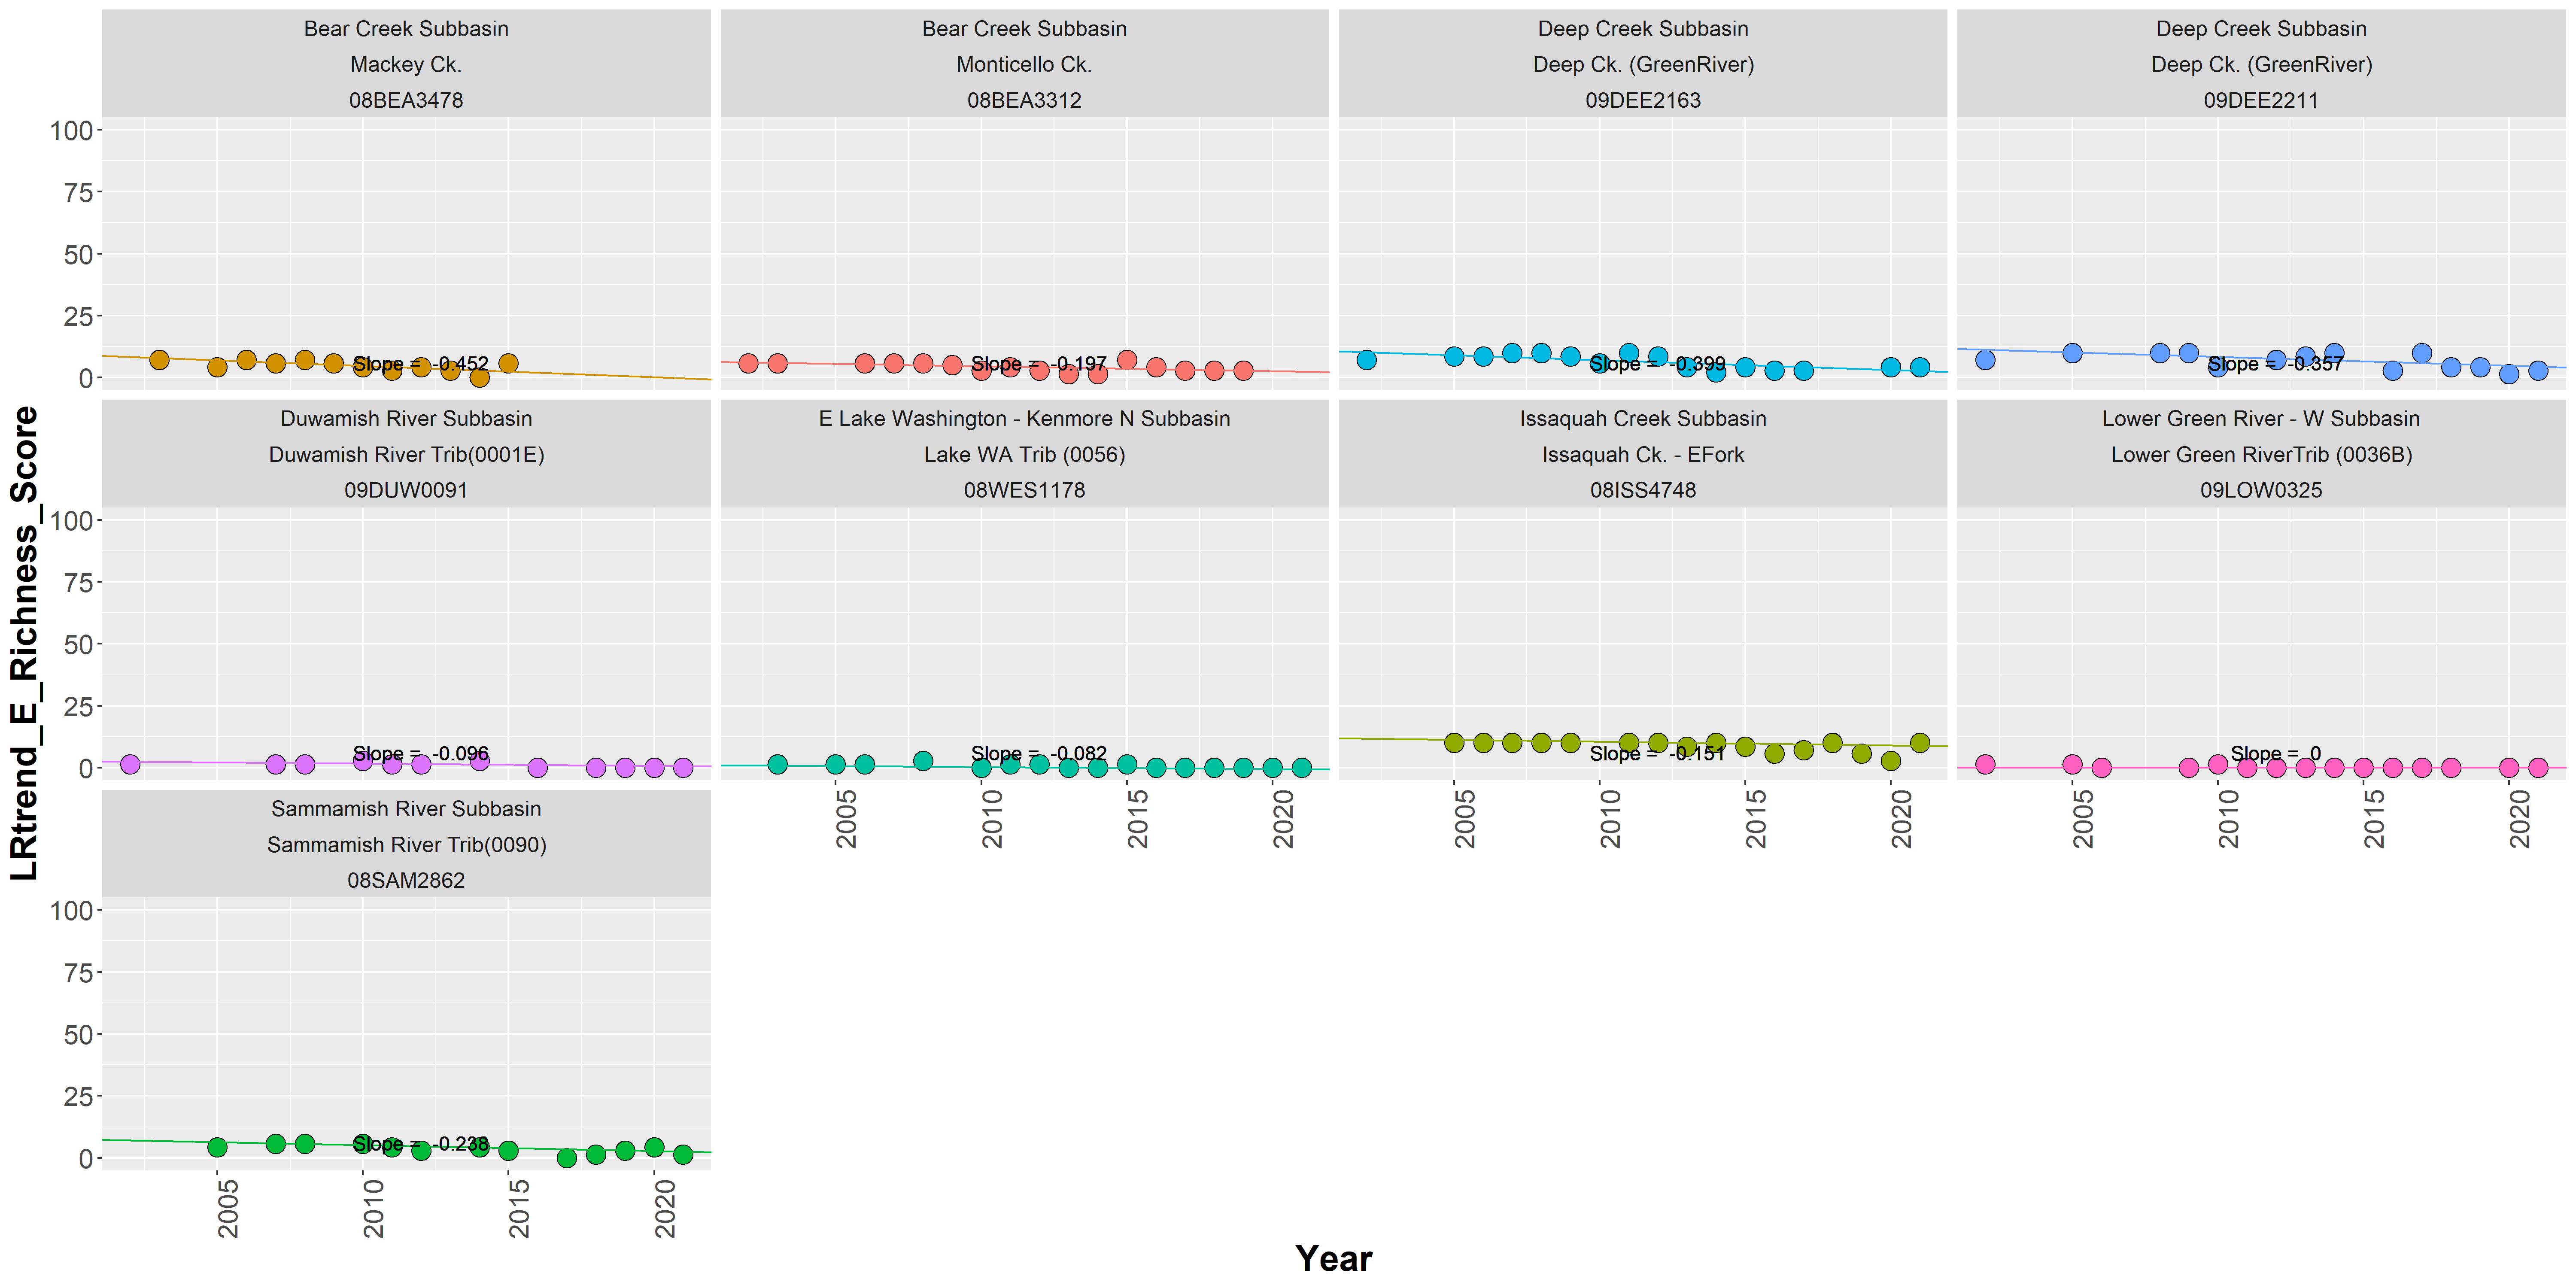 Bear Creek Subbasin
Mackey Ck.
08BEA3478
Bear Creek Subbasin
Monticello Ck.
08BEA3312
Deep Creek Subbasin
Deep Ck. (GreenRiver)
09DEE2163
Deep Creek Subbasin
Deep Ck. (GreenRiver)
09DEE2211
100
75
50
25
0
Slope = -0.452
Slope = -0.197
Slope = -0.399
Slope = -0.357
Duwamish River Subbasin
Duwamish River Trib(0001E)
09DUW0091
E Lake Washington - Kenmore N Subbasin
Lake WA Trib (0056)
08WES1178
Issaquah Creek Subbasin
Issaquah Ck. - EFork
08ISS4748
Lower Green River - W Subbasin
Lower Green RiverTrib (0036B)
09LOW0325
LRtrend_E_Richness_Score
100
75
50
25
0
Slope = -0.096
Slope = -0.082
Slope = -0.151
Slope = 0
2005
2010
2015
2020
2005
2010
2015
2020
2005
2010
2015
2020
Sammamish River Subbasin
Sammamish River Trib(0090)
08SAM2862
100
75
50
25
0
Slope = -0.238
2005
2010
2015
2020
Year